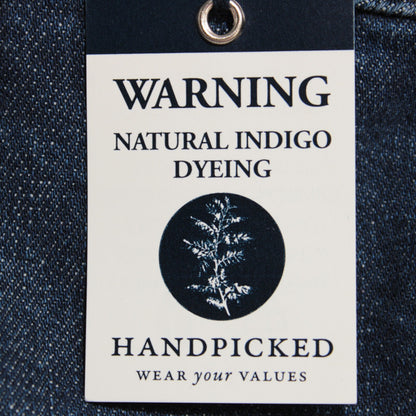 WARNING
NATURAL INDIGO
DYEING
HANDPICKED
WEAR your VALUES